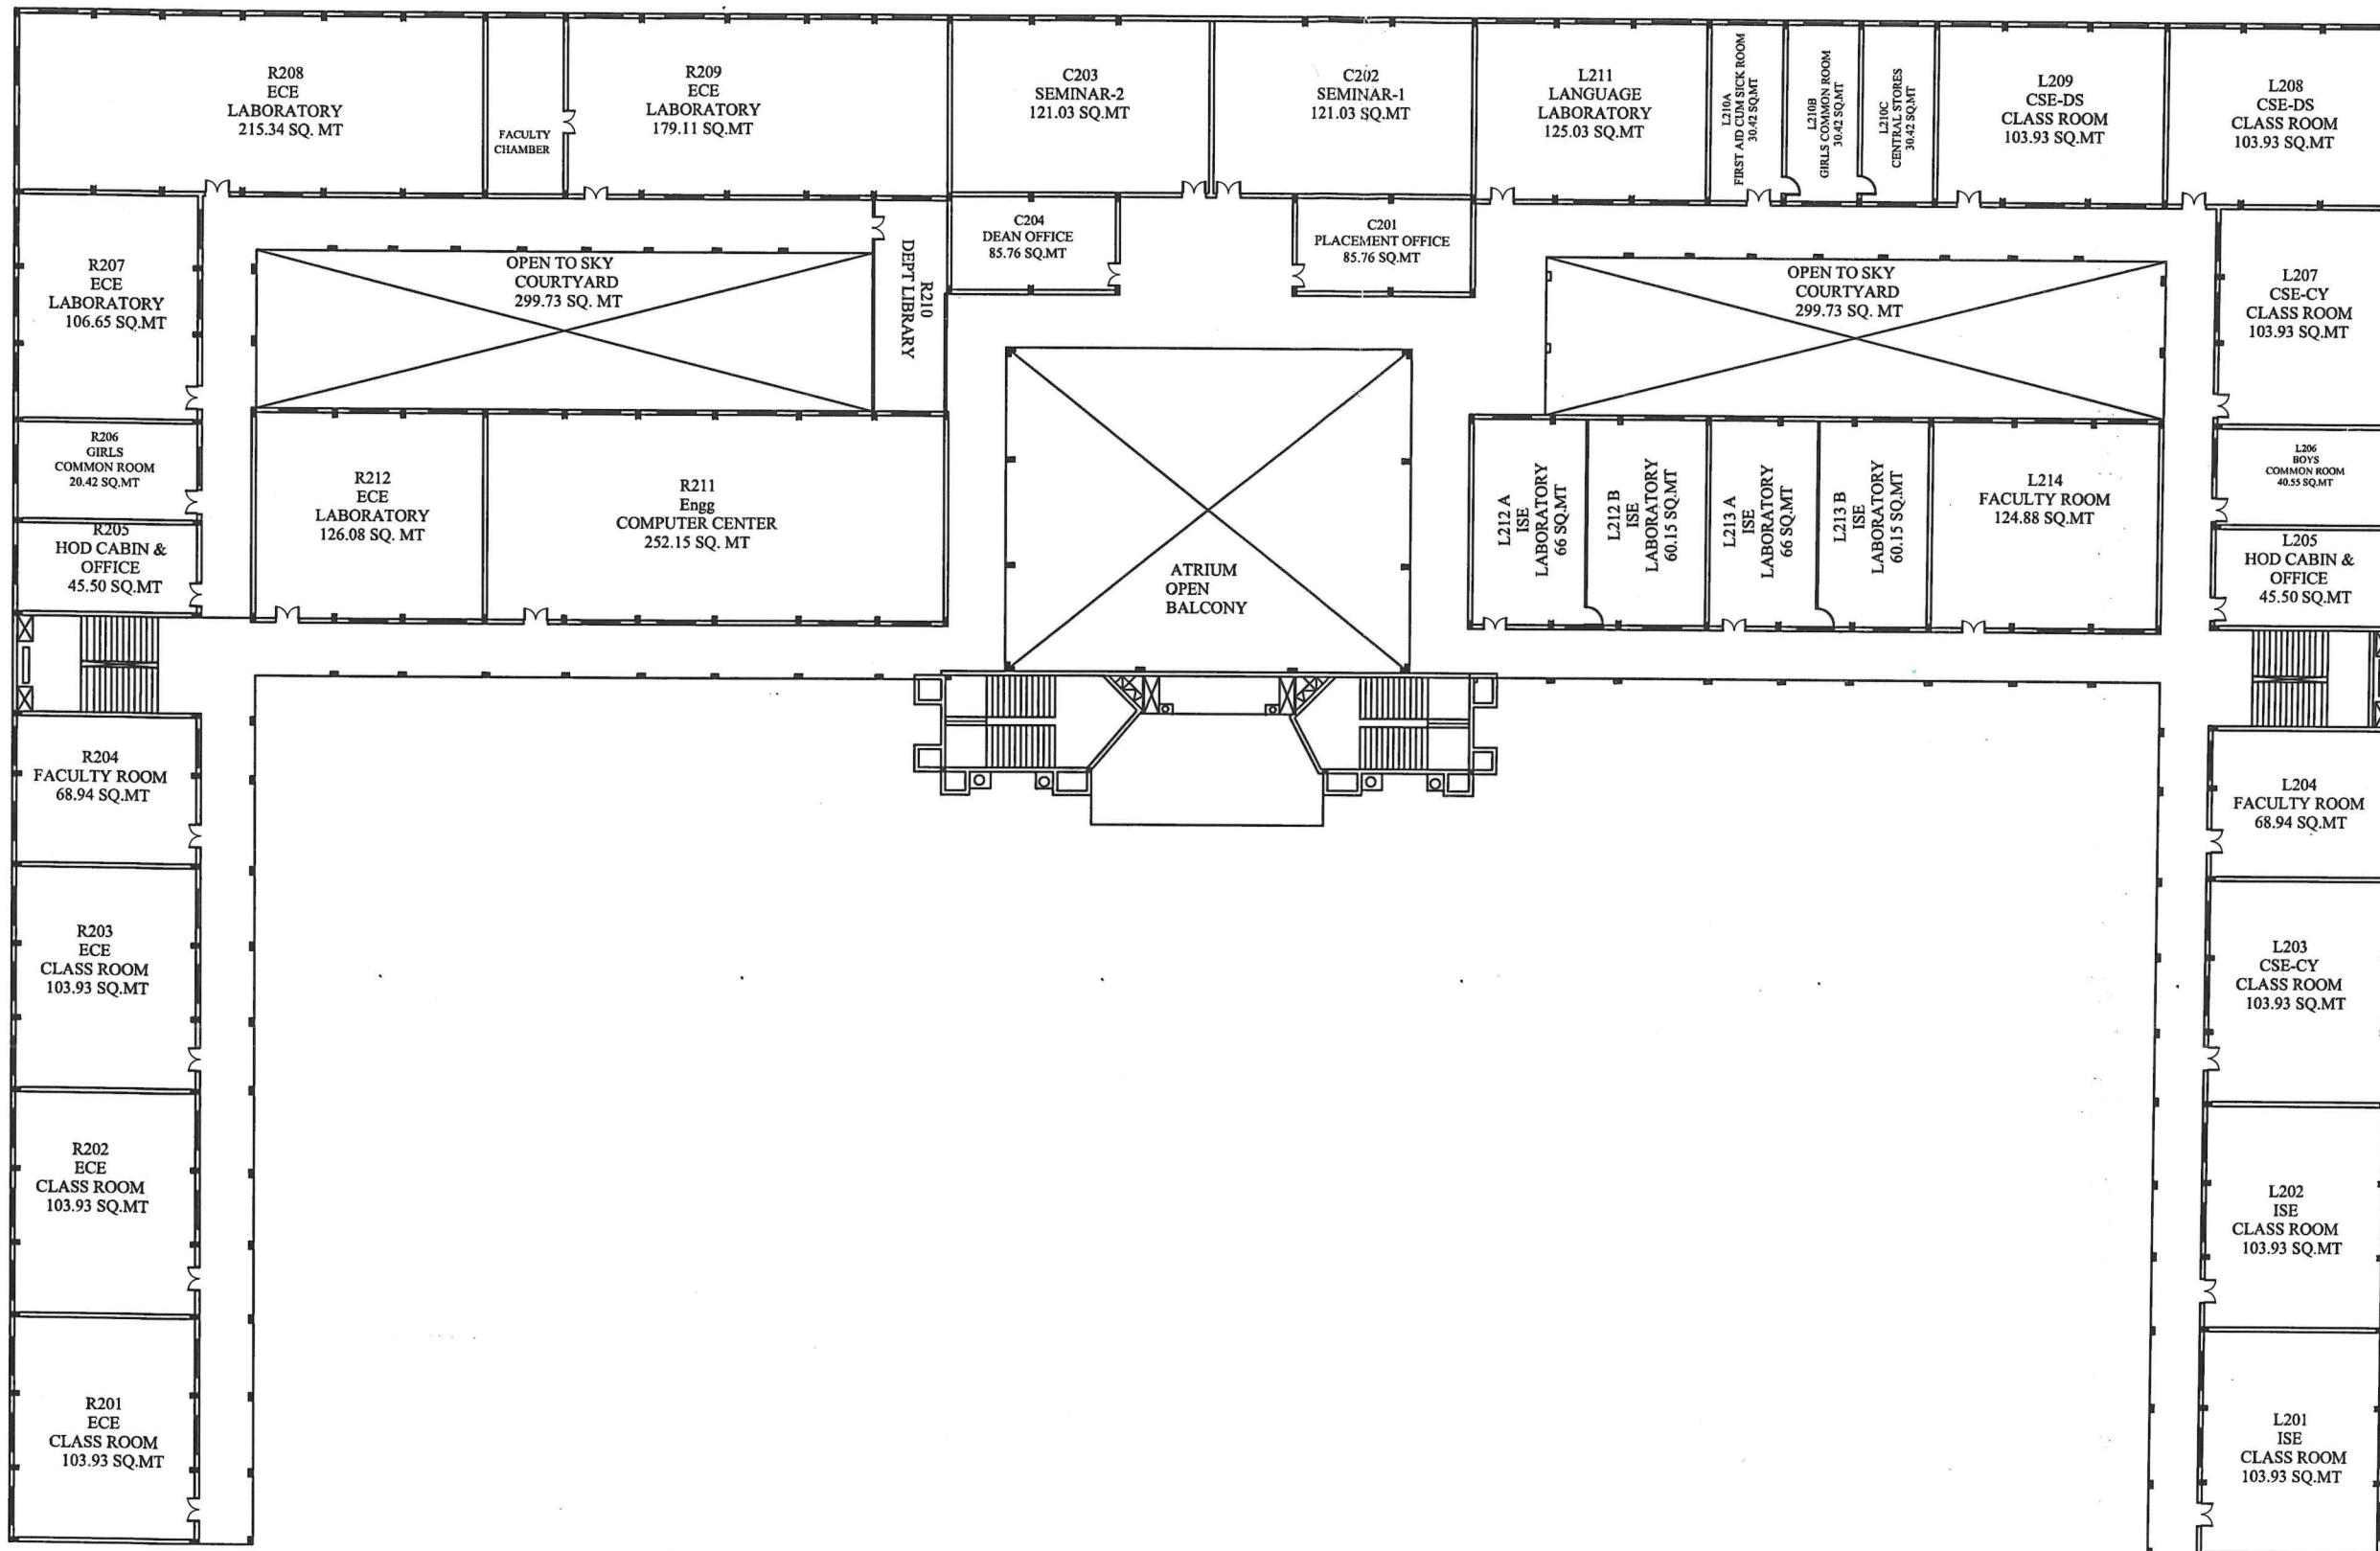 R208
ECE
LABORATORY
215.34 SQ. MT
FACULTY
CHAMBER
R209
ECE
LABORATORY
179.11 SQ.MT
C203
SEMINAR-2
121.03 SQ.MT
C202
SEMINAR-1
121.03 SQ.MT
L211
LANGUAGE
LABORATORY
125.03 SQ.MT
L210A
FIRST AID CUM SICK ROOM
30.42 SQ.MT
L210B
GIRLS COMMON ROOM
30.42 SQ.MT
L210C
CENTRAL STORES
30.42 SQ.MT
L209
CSE-DS
CLASS ROOM
103.93 SQ.MT
L208
CSE-DS
CLASS ROOM
103.93 SQ.MT
R207
ECE
LABORATORY
106.65 SQ.MT
OPEN TO SKY
COURTYARD
299.73 SQ. MT
R210
DEPT LIBRARY
C204
DEAN OFFICE
85.76 SQ.MT
C201
PLACEMENT OFFICE
85.76 SQ.MT
OPEN TO SKY
COURTYARD
299.73 SQ. MT
L207
CSE-CY
CLASS ROOM
103.93 SQ.MT
R206
GIRLS
COMMON ROOM
20.42 SQ.MT
R205
HOD CABIN &
OFFICE
45.50 SQ.MT
R212
ECE
LABORATORY
126.08 SQ. MT
R211
Engg
COMPUTER CENTER
252.15 SQ. MT
ATRIUM
OPEN
BALCONY
L212 A
ISE
LABORATORY
66 SQ.MT
L212 B
ISE
LABORATORY
60.15 SQ.MT
L213 A
ISE
LABORATORY
66 SQ.MT
L213 B
ISE
LABORATORY
60.15 SQ.MT
L214
FACULTY ROOM
124.88 SQ.MT
L206
BOYS
COMMON ROOM
40.55 SQ.MT
L205
HOD CABIN &
OFFICE
45.50 SQ.MT
R204
FACULTY ROOM
68.94 SQ.MT
L204
FACULTY ROOM
68.94 SQ.MT
R203
ECE
CLASS ROOM
103.93 SQ.MT
L203
CSE-CY
CLASS ROOM
103.93 SQ.MT
R202
ECE
CLASS ROOM
103.93 SQ.MT
L202
ISE
CLASS ROOM
103.93 SQ.MT
R201
ECE
CLASS ROOM
103.93 SQ.MT
L201
ISE
CLASS ROOM
103.93 SQ.MT